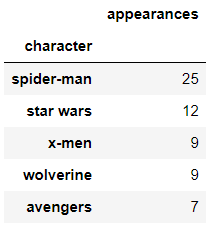 appearances
character
spider-man 25
star wars 12
x-men 9
wolverine 9
avengers 7